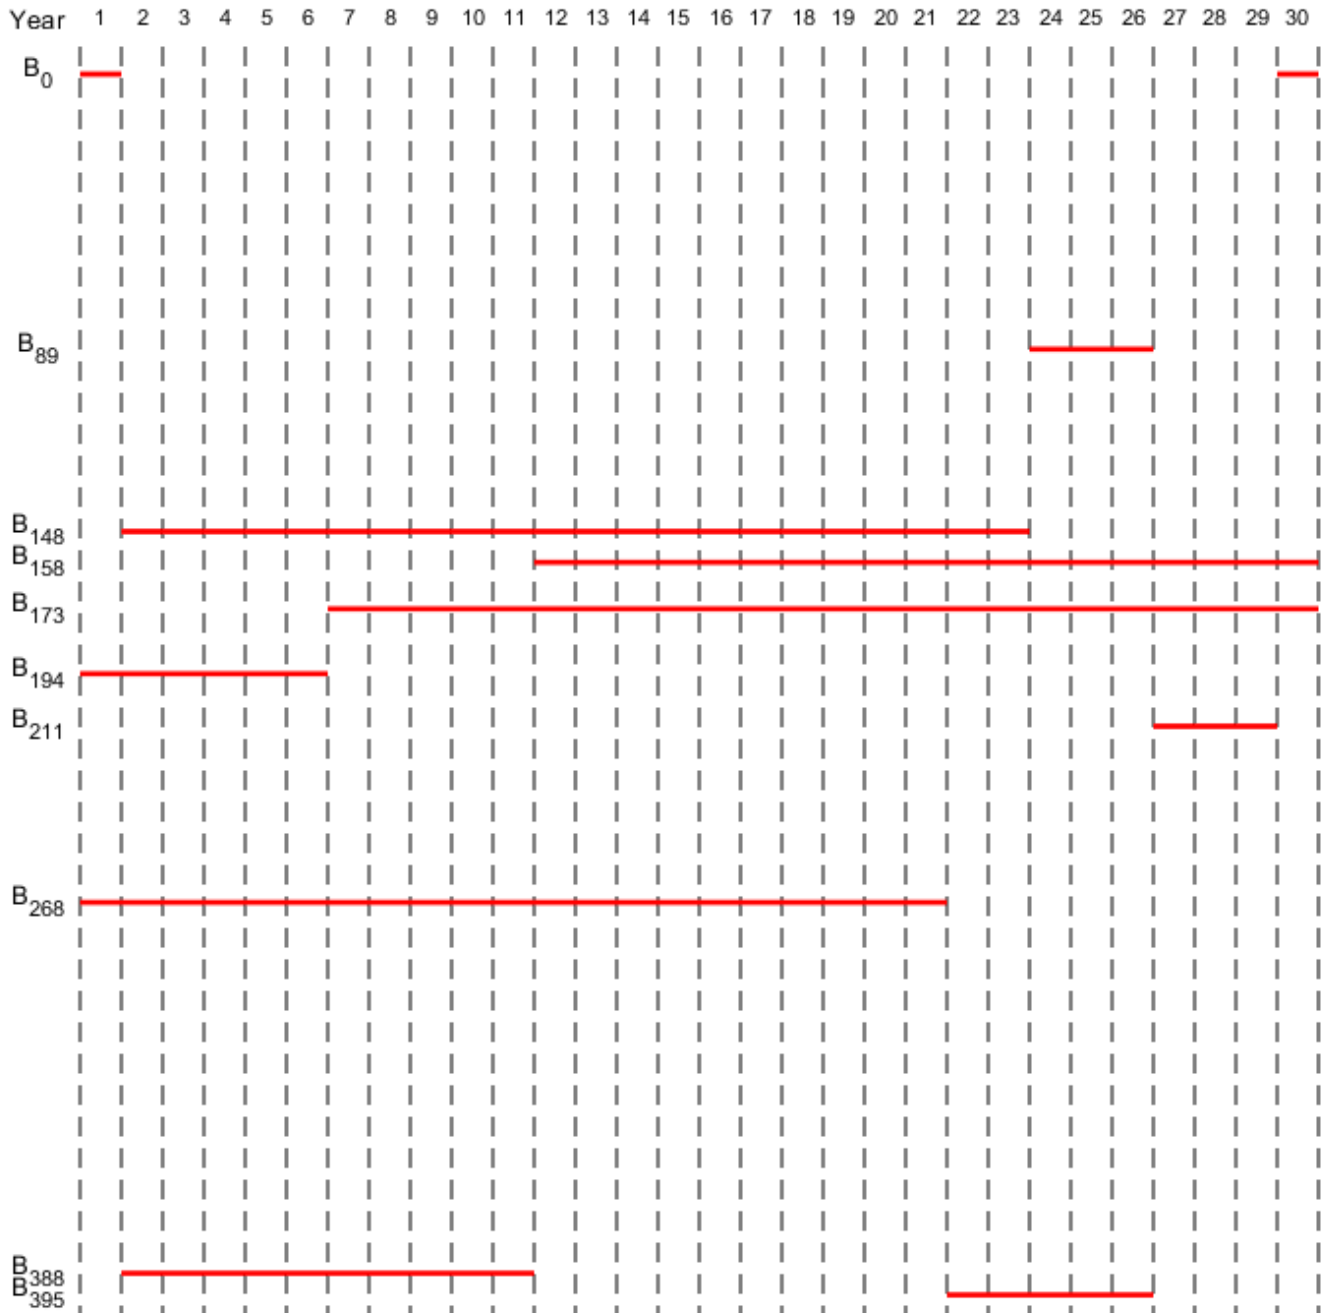 Year 1 2 3 4 5 6 7 8 9 10 11 12 13 14 15 16 17 18 19 20 21 22 23 24 25 26 27 28 29 30
B₀
B₈₉
B₁₄₈
B₁₅₈
B₁₇₃
B₁₉₄
B₂₁₁
B₂₆₈
B₃₈₈
B₃₉₅